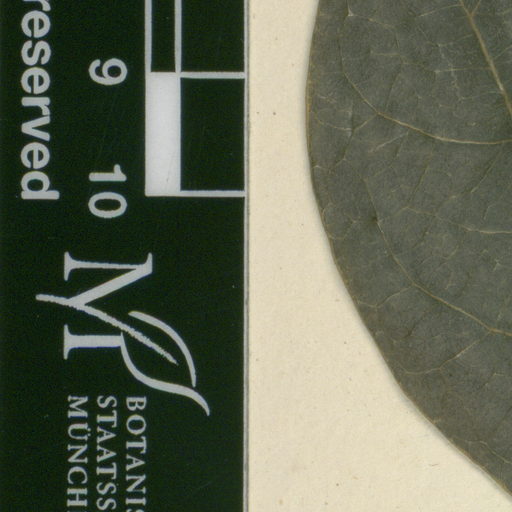 reserved
9 10
M
BOTANIS
STAATSS
MÜNCH